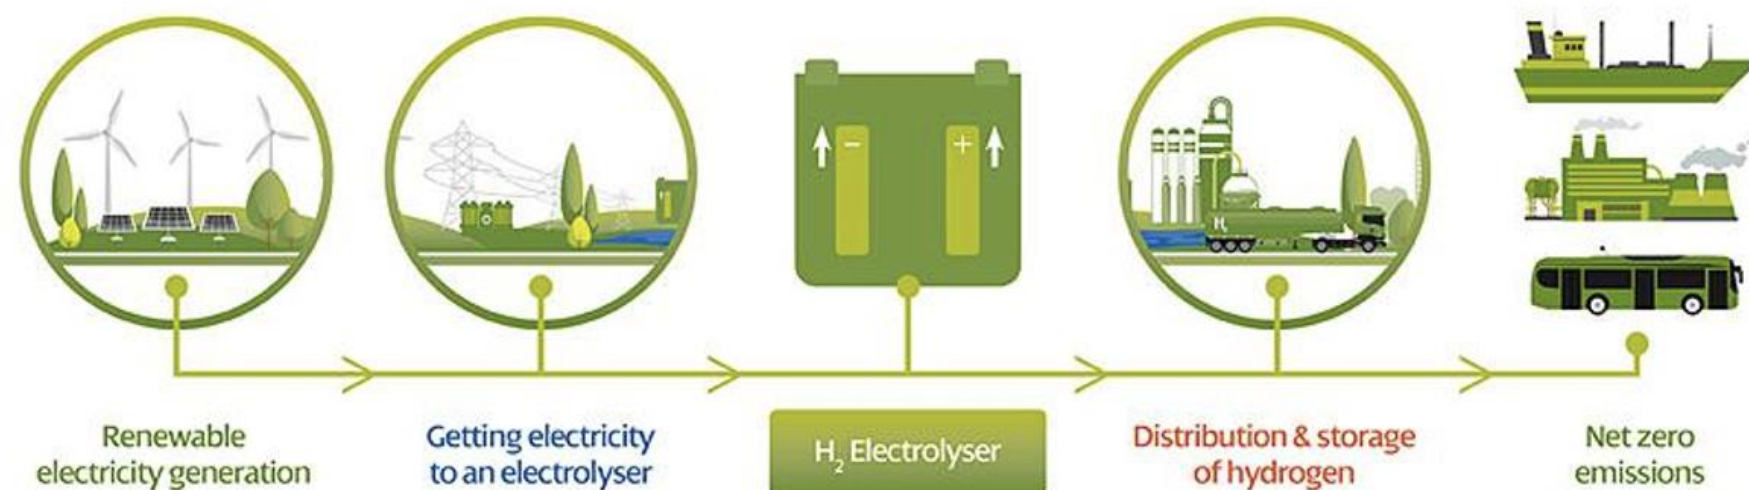 −
+
H
Renewable
electricity generation
Getting electricity
to an electrolyser
H₂ Electrolyser
Distribution & storage
of hydrogen
Net zero
emissions